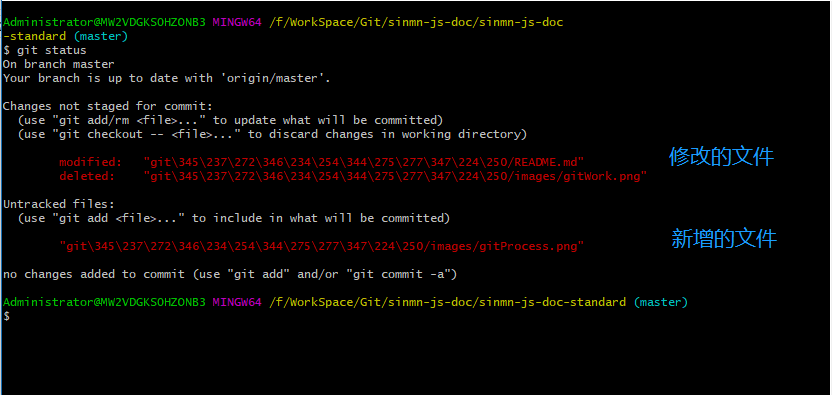 Administrator@MW2VDGKSOHZONB3 MINGW64 /f/WorkSpace/Git/sinmn-js-doc/sinmn-js-doc
-standard (master)
$ git status
On branch master
Your branch is up to date with 'origin/master'.
Changes not staged for commit:
(use "git add/rm <file>..." to update what will be committed)
(use "git checkout -- <file>..." to discard changes in working directory)
modified: "git\345\237\272\346\234\254\344\275\277\347\224\250/README.md"
修改的文件
deleted: "git\345\237\272\346\234\254\344\275\277\347\224\250/images/gitWork.png"
Untracked files:
(use "git add <file>..." to include in what will be committed)
新增的文件
"git\345\237\272\346\234\254\344\275\277\347\224\250/images/gitProcess.png"
no changes added to commit (use "git add" and/or "git commit -a")
Administrator@MW2VDGKSOHZONB3 MINGW64 /f/WorkSpace/Git/sinmn-js-doc/sinmn-js-doc-standard (master)
$